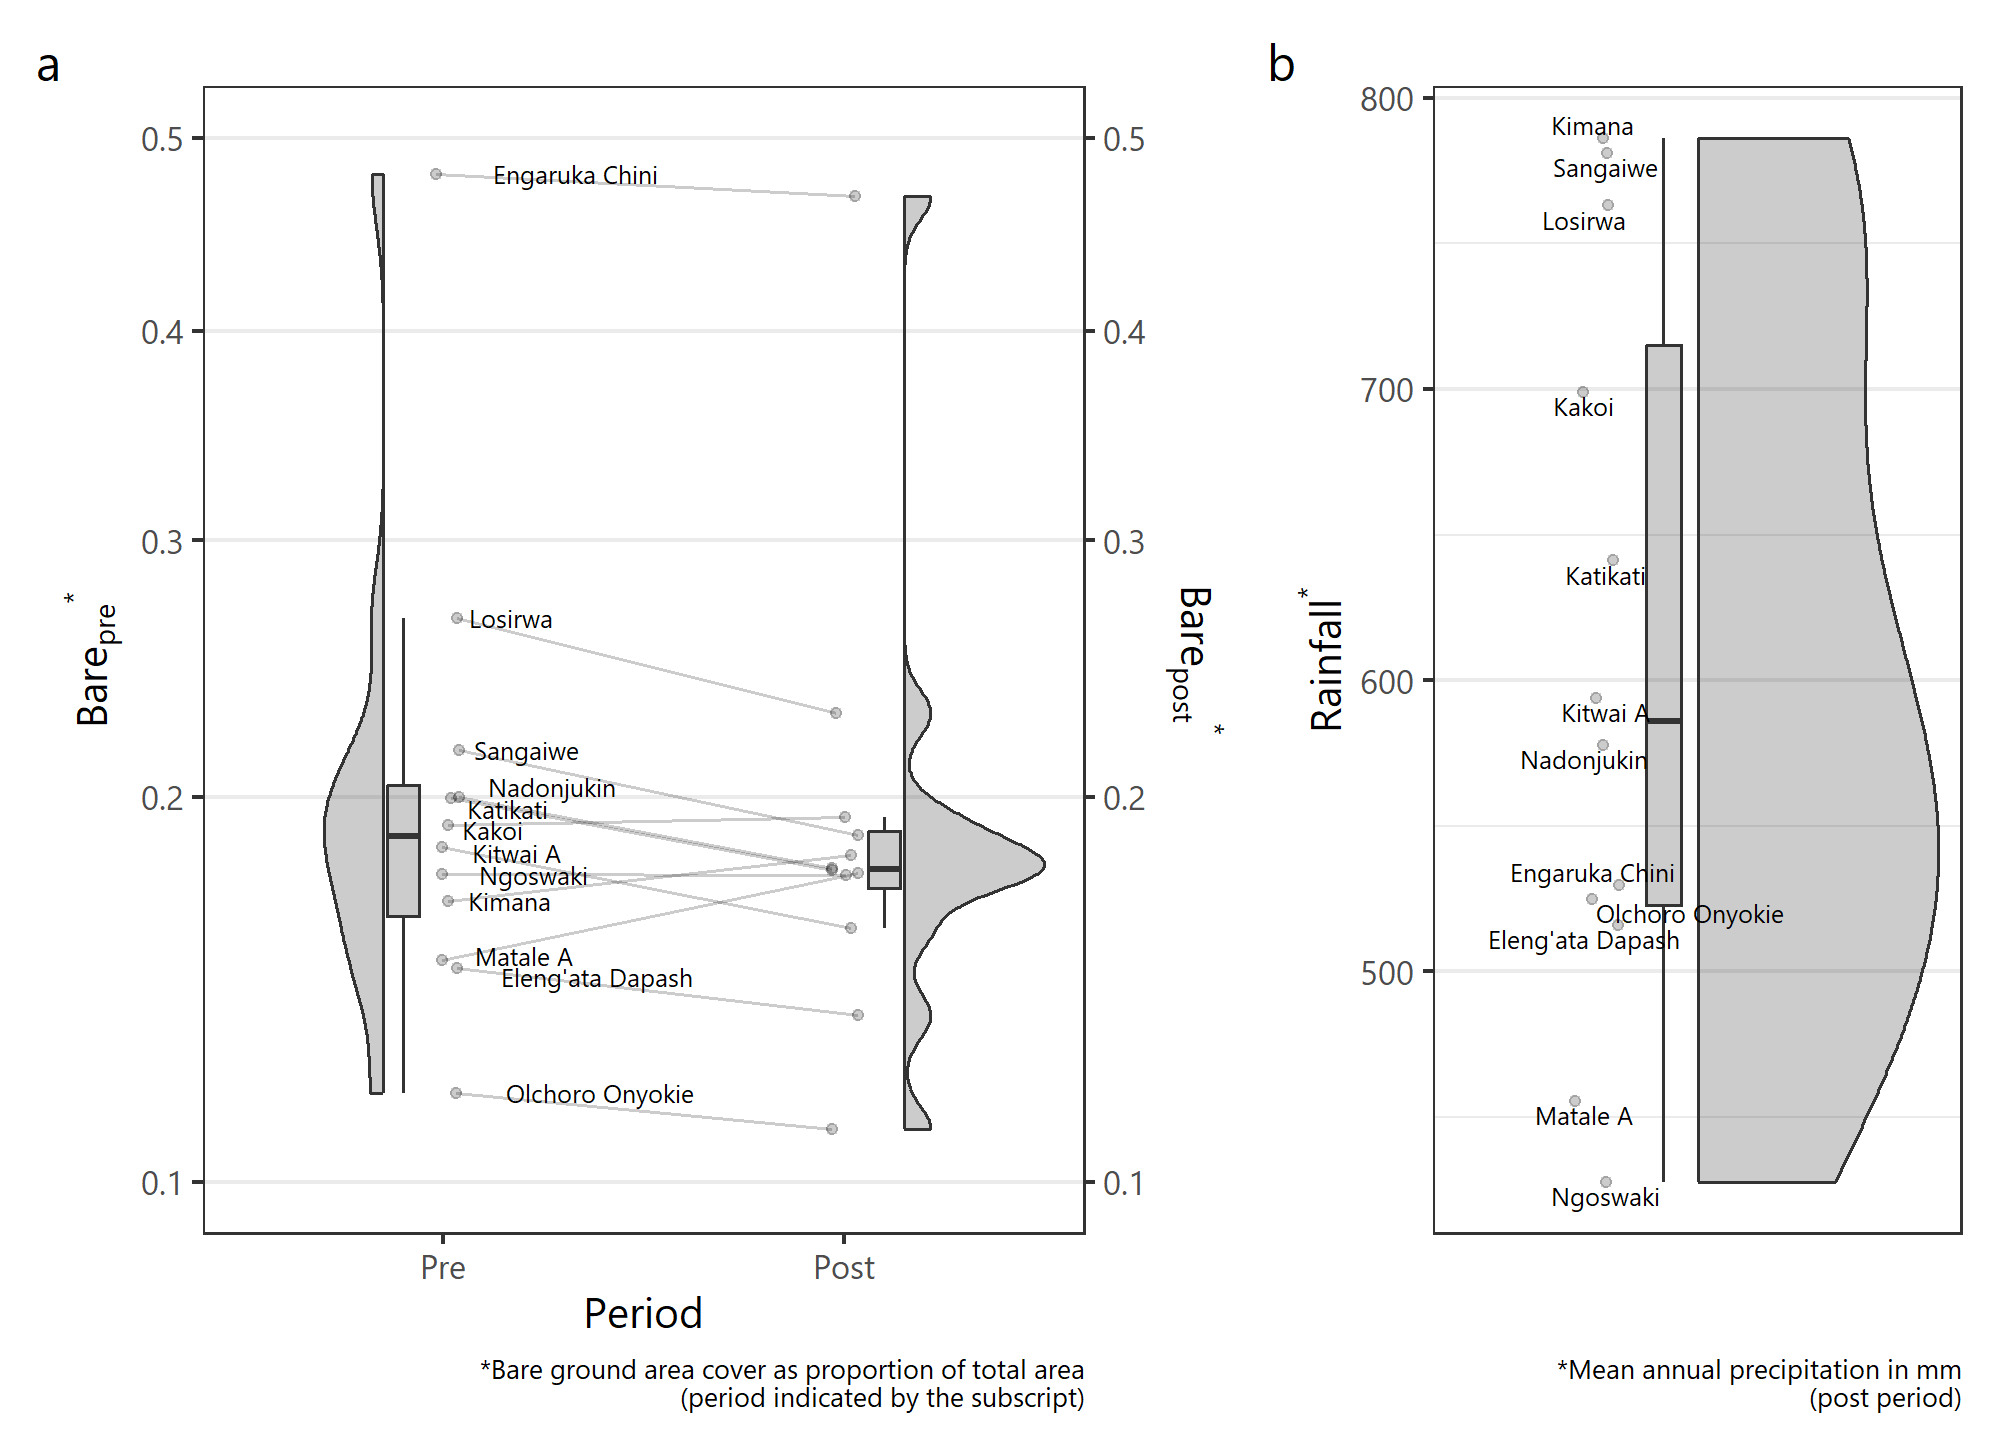 a
0.5
0.4
0.3
0.2
0.1
Bare pre *
Engaruka Chini
Losirwa
Sangaiwe
Nadonjukin
Katikati
Kakoi
Kitwai A
Ngoswaki
Kimana
Matale A
Eleng'ata Dapash
Olchoro Onyokie
0.5
0.4
0.3
0.2
0.1
Bare post *
Pre
Post
Period
*Bare ground area cover as proportion of total area
(period indicated by the subscript)
b
800
700
600
500
Rainfall*
Kimana
Sangaiwe
Losirwa
Kakoi
Katikati
Kitwai A
Nadonjukin
Engaruka Chini
Olchoro Onyokie
Eleng'ata Dapash
Matale A
Ngoswaki
*Mean annual precipitation in mm
(post period)